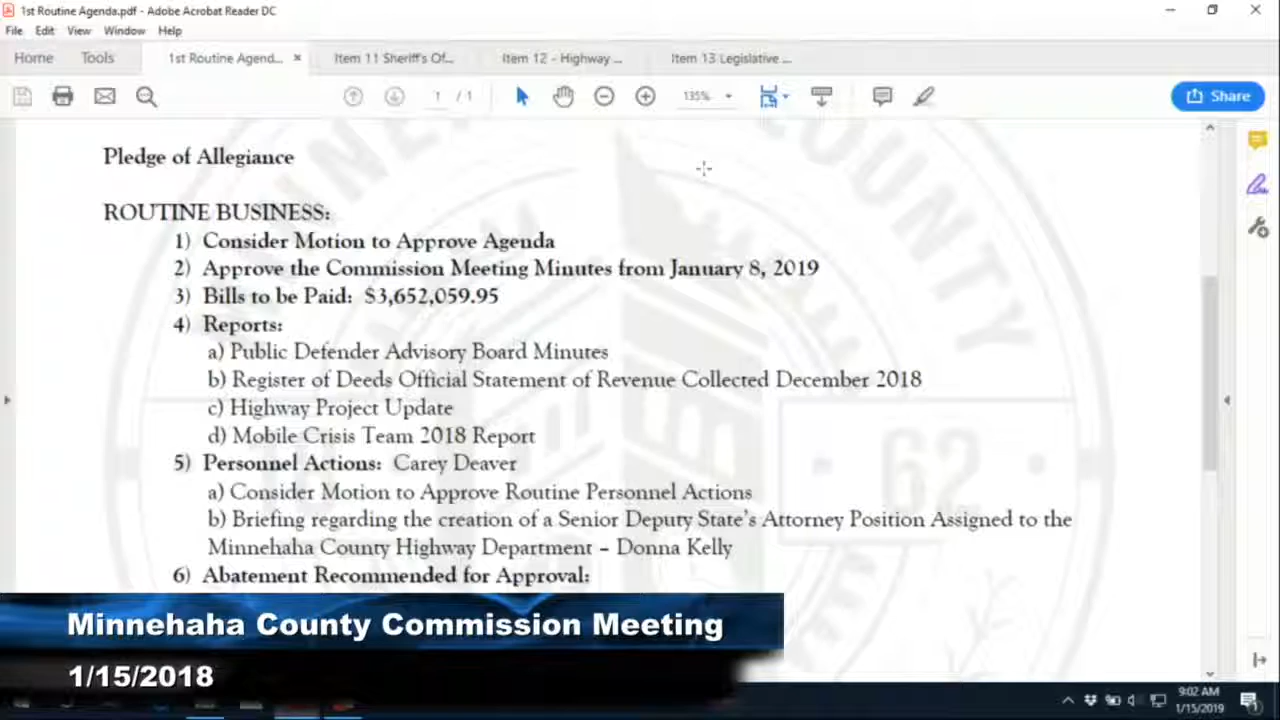 1st Routine Agenda.pdf - Adobe Acrobat Reader DC
File Edit View Window Help
Home Tools 1st Routine Agend... × Item 11 Sheriff's Of... Item 12 - Highway ... Item 13 Legislative ...
1 / 1 135% Share
Pledge of Allegiance
ROUTINE BUSINESS:
1) Consider Motion to Approve Agenda
2) Approve the Commission Meeting Minutes from January 8, 2019
3) Bills to be Paid: $3,652,059.95
4) Reports:
a) Public Defender Advisory Board Minutes
b) Register of Deeds Official Statement of Revenue Collected December 2018
c) Highway Project Update
d) Mobile Crisis Team 2018 Report
5) Personnel Actions: Carey Deaver
a) Consider Motion to Approve Routine Personnel Actions
b) Briefing regarding the creation of a Senior Deputy State's Attorney Position Assigned to the
Minnehaha County Highway Department – Donna Kelly
6) Abatement Recommended for Approval:
COUNTY
62
Minnehaha County Commission Meeting
1/15/2018
9:02 AM
1/15/2019